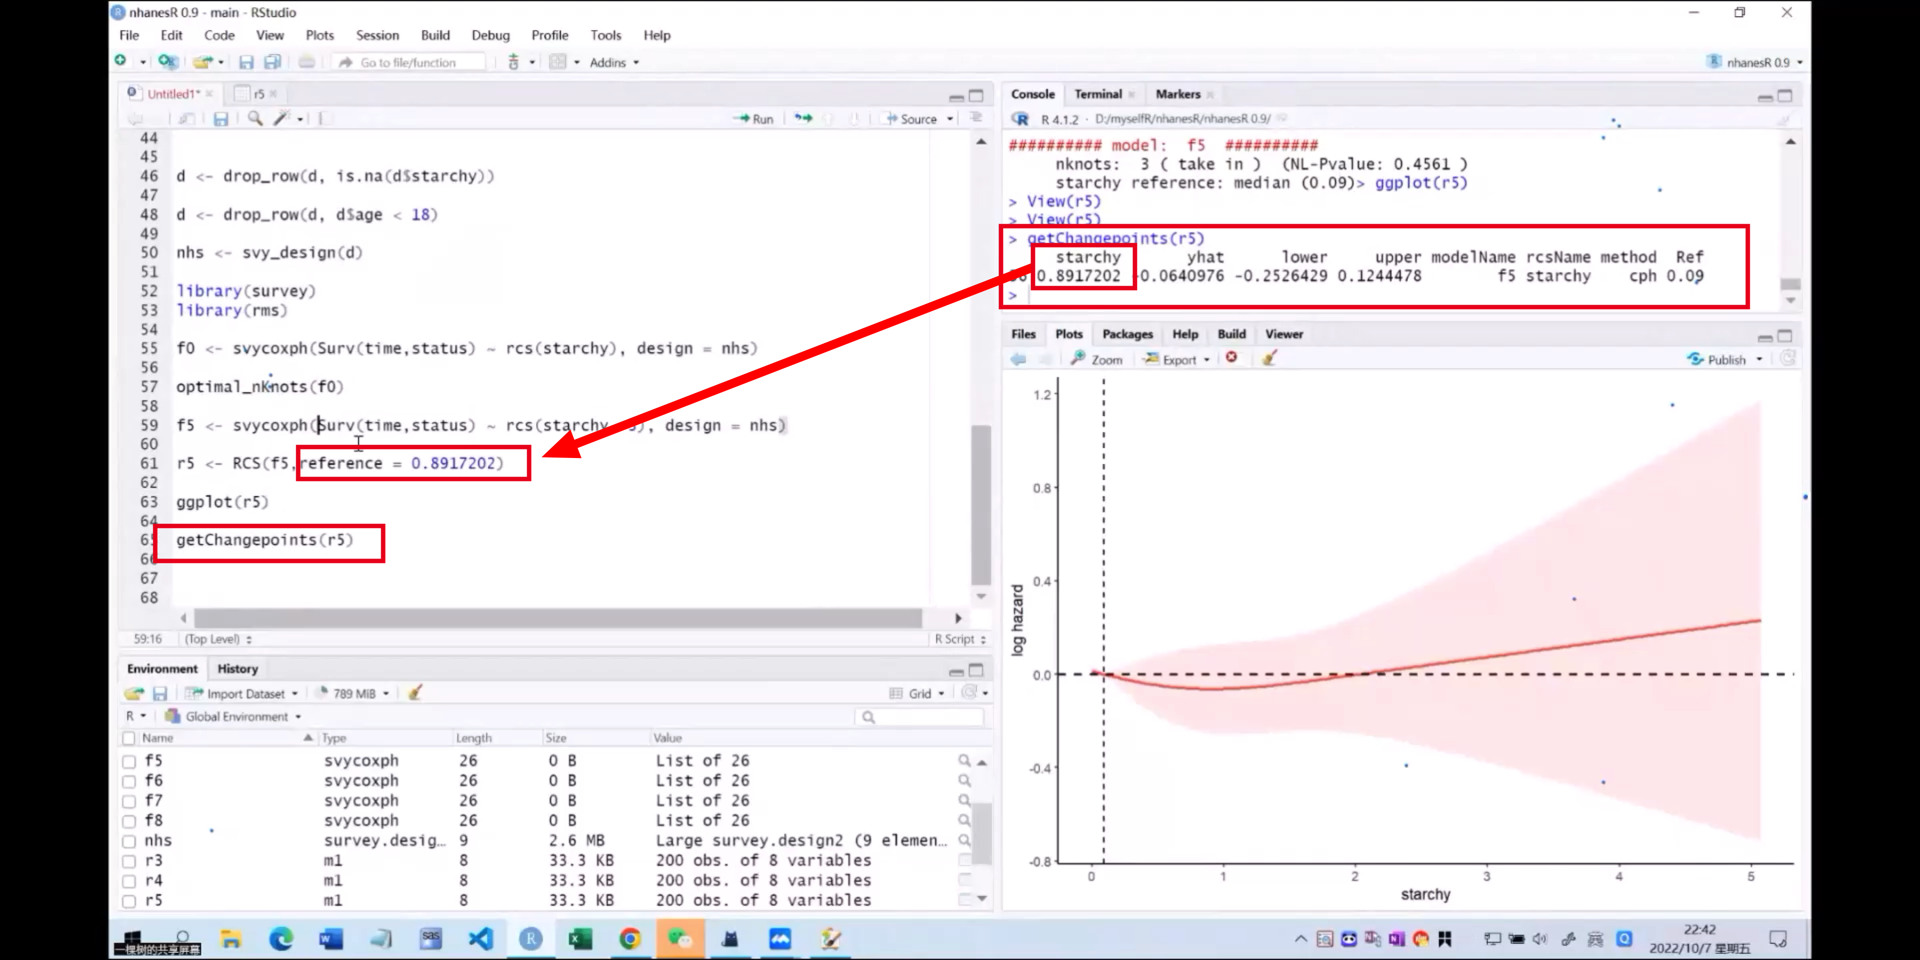 nhanesR 0.9 - main - RStudio
File Edit Code View Plots Session Build Debug Profile Tools Help
Go to file/function Addins nhanesR 0.9
Untitled1* r5
Run Source
44
45
46 d <- drop_row(d, is.na(d$starchy))
47
48 d <- drop_row(d, d$age < 18)
49
50 nhs <- svy_design(d)
51
52 library(survey)
53 library(rms)
54
55 f0 <- svycoxph(Surv(time,status) ~ rcs(starchy), design = nhs)
56
57 optimal_nKnots(f0)
58
59 f5 <- svycoxph(Surv(time,status) ~ rcs(starchy ), design = nhs)
60
61 r5 <- RCS(f5,reference = 0.8917202)
62
63 ggplot(r5)
64
65 getChangepoints(r5)
66
67
68
59:16 (Top Level) R Script
Environment History
Import Dataset 789 MiB Grid
R Global Environment
Name Type Length Size Value
f5 svycoxph 26 0 B List of 26
f6 svycoxph 26 0 B List of 26
f7 svycoxph 26 0 B List of 26
f8 svycoxph 26 0 B List of 26
nhs survey.desig… 9 2.6 MB Large survey.design2 (9 elemen…
r3 ml 8 33.3 KB 200 obs. of 8 variables
r4 ml 8 33.3 KB 200 obs. of 8 variables
r5 ml 8 33.3 KB 200 obs. of 8 variables
Console Terminal Markers
R 4.1.2 · D:/myselfR/nhanesR/nhanesR 0.9/
########## model: f5 ##########
nknots: 3 ( take in ) (NL-Pvalue: 0.4561 )
starchy reference: median (0.09)> ggplot(r5)
> View(r5)
> View(r5)
> getChangepoints(r5)
starchy yhat lower upper modelName rcsName method Ref
0.8917202 -0.0640976 -0.2526429 0.1244478 f5 starchy cph 0.09
>
Files Plots Packages Help Build Viewer
Zoom Export Publish
1.2
0.8
0.4
0.0
-0.4
-0.8
log hazard
0 1 2 3 4 5
starchy
一棵树的共享屏幕
22:42
2022/10/7 星期五